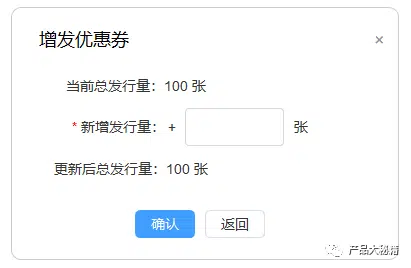 增发优惠券 ×
当前总发行量：100 张
* 新增发行量： + 张
更新后总发行量：100 张
确认 返回
产品大秘籍